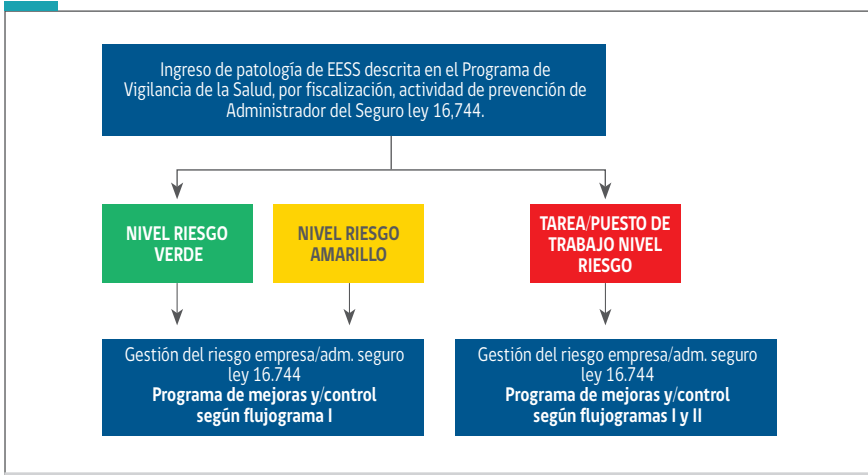 Ingreso de patología de EESS descrita en el Programa de
Vigilancia de la Salud, por fiscalización, actividad de prevención de
Administrador del Seguro ley 16,744.
NIVEL RIESGO
VERDE
NIVEL RIESGO
AMARILLO
TAREA/PUESTO DE
TRABAJO NIVEL
RIESGO
Gestión del riesgo empresa/adm. seguro
ley 16.744
Programa de mejoras y/control
según flujograma I
Gestión del riesgo empresa/adm. seguro
ley 16.744
Programa de mejoras y/control
según flujogramas I y II